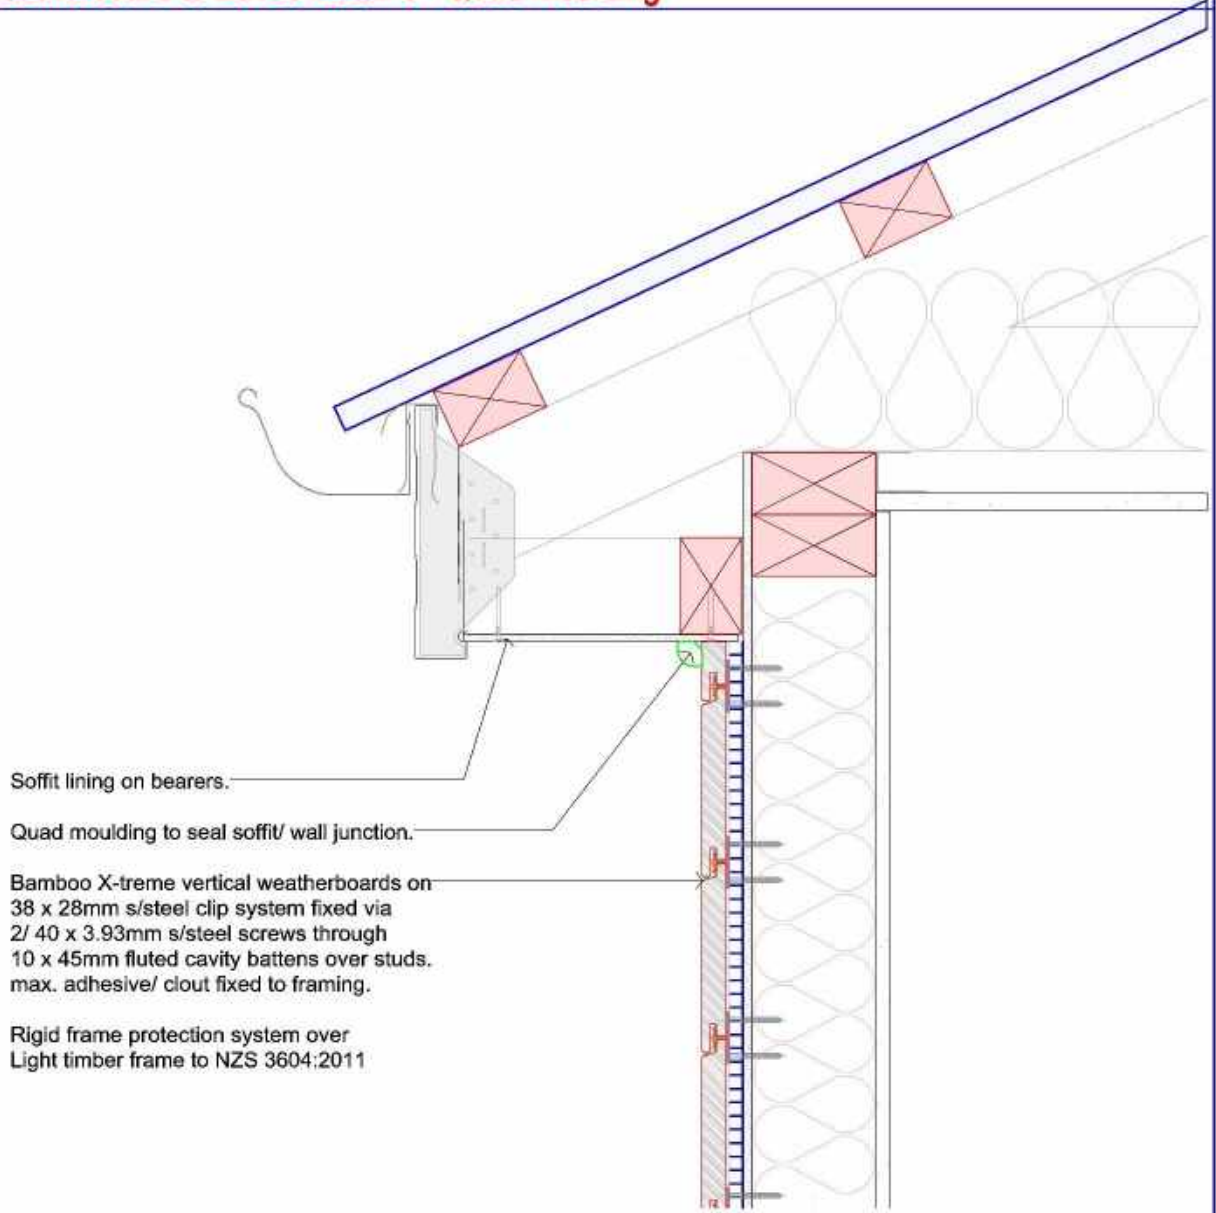 Soffit lining on bearers.
Quad moulding to seal soffit/ wall junction.
Bamboo X-treme vertical weatherboards on
38 x 28mm s/steel clip system fixed via
2/ 40 x 3.93mm s/steel screws through
10 x 45mm fluted cavity battens over studs.
max. adhesive/ clout fixed to framing.
Rigid frame protection system over
Light timber frame to NZS 3604:2011